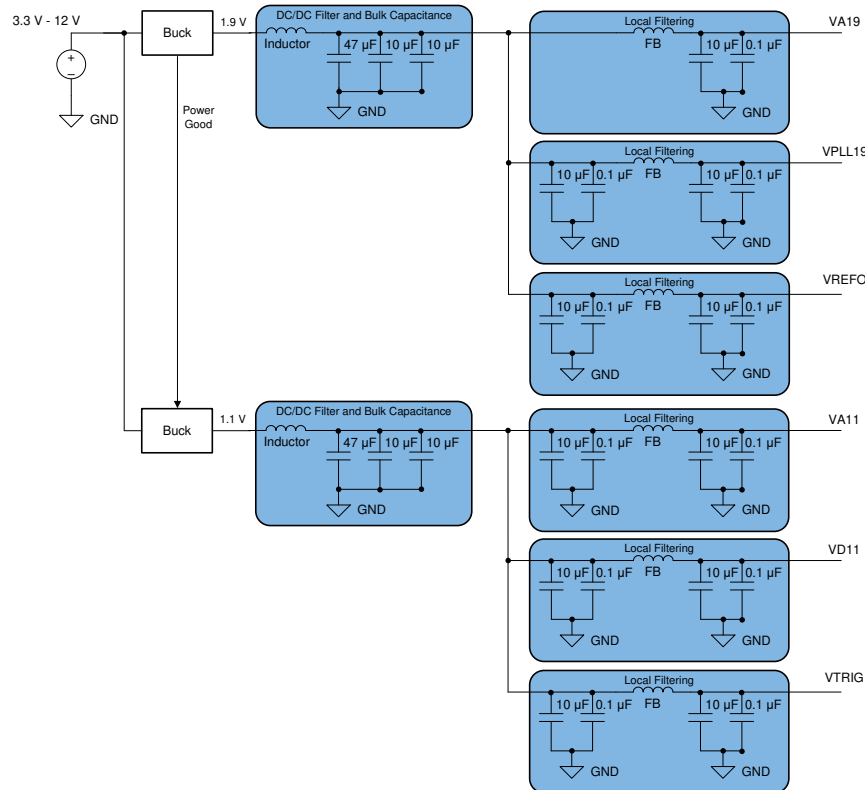 3.3 V - 12 V
Buck
1.9 V
GND
Power
Good
DC/DC Filter and Bulk Capacitance
Inductor
47 µF
10 µF
10 µF
GND
Local Filtering
FB
10 µF
0.1 µF
GND
VA19
Local Filtering
10 µF
0.1 µF
FB
10 µF
0.1 µF
GND
GND
VPLL19
Local Filtering
10 µF
0.1 µF
FB
10 µF
0.1 µF
GND
GND
VREFO
Buck
1.1 V
DC/DC Filter and Bulk Capacitance
Inductor
47 µF
10 µF
10 µF
GND
Local Filtering
10 µF
0.1 µF
FB
10 µF
0.1 µF
GND
GND
VA11
Local Filtering
10 µF
0.1 µF
FB
10 µF
0.1 µF
GND
GND
VD11
Local Filtering
10 µF
0.1 µF
FB
10 µF
0.1 µF
GND
GND
VTRIG